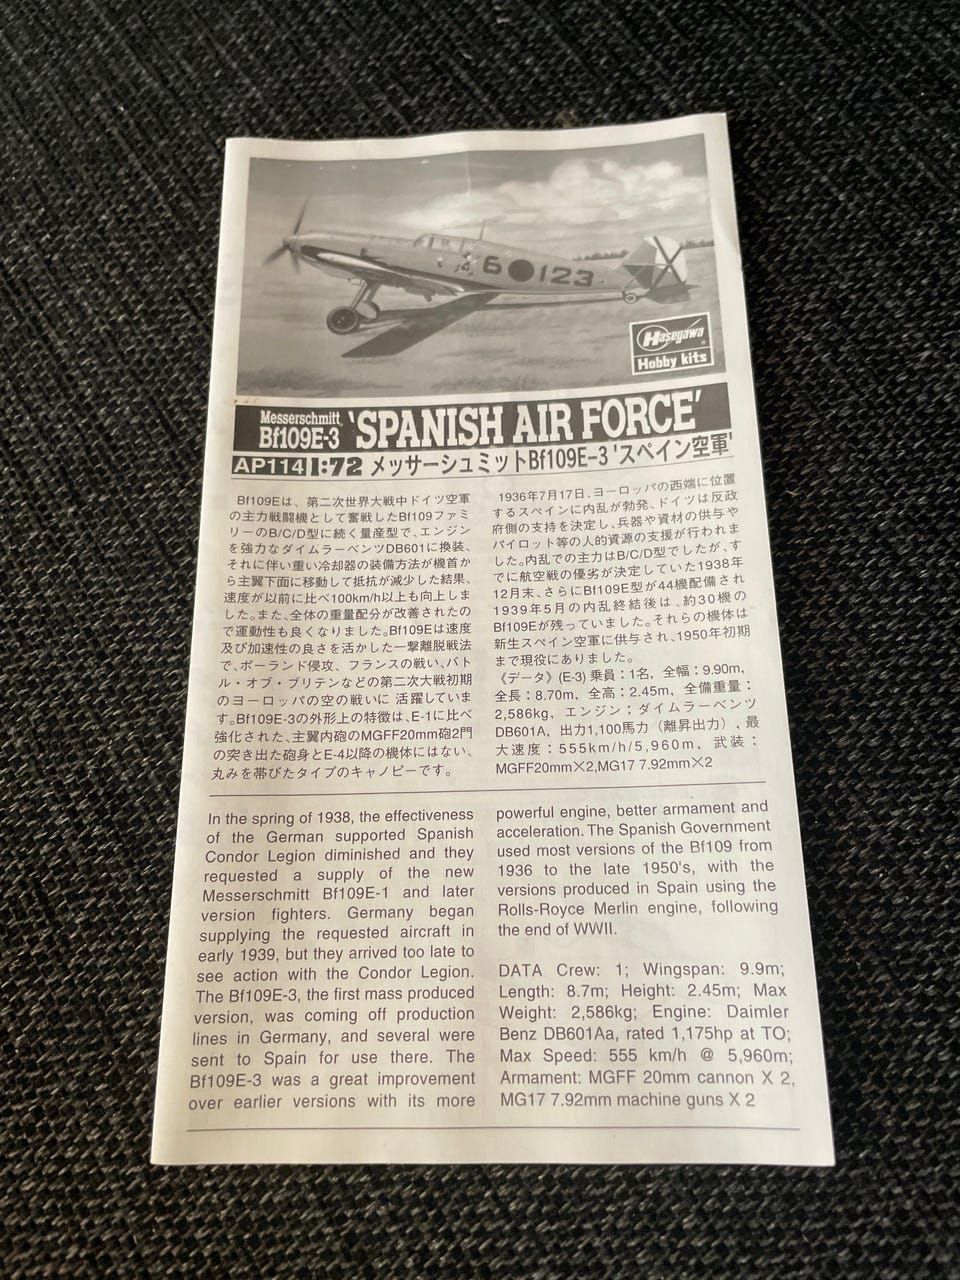 6 123
Hasegawa
Hobby kits
Messerschmitt
Bf109E-3 'SPANISH AIR FORCE'
AP114 1:72 メッサーシュミットBf109E-3 'スペイン空軍'
Bf109Eは、第二次世界大戦中ドイツ空軍
の主力戦闘機として奮戦したBf109ファミ
リーのB/C/D型に続く量産型で、エンジン
を強力なダイムラーベンツDB601に換装、
それに伴い重い冷却器の装備方法が機首か
ら主翼下面に移動して抵抗が減少した結果、
速度が以前に比べ100km/h以上も向上しま
した。また、全体の重量配分が改善されたの
で運動性も良くなりました。Bf109Eは速度
及び加速性の良さを活かした一撃離脱戦法
で、ポーランド侵攻、フランスの戦い、バト
ル・オブ・ブリテンなどの第二次大戦初期
のヨーロッパの空の戦いに 活躍していま
す。Bf109E-3の外形上の特徴は、E-1に比べ
強化された、主翼内砲のMGFF20mm砲2門
の突き出た砲身とE-4以降の機体にはない、
丸みを帯びたタイプのキャノピーです。
1936年7月17日、ヨーロッパの西端に位置
するスペインに内乱が勃発、ドイツは反政
府側の支持を決定し、兵器や資材の供与や
パイロット等の人的資源の支援が行われま
した。内乱での主力はB/C/D型でしたが、す
でに航空戦の優劣が決定していた1938年
12月末、さらにBf109E型が44機配備され
1939年5月の内乱終結後は、約30機の
Bf109Eが残っていました。それらの機体は
新生スペイン空軍に供与され、1950年初期
まで現役にありました。
《データ》(E-3) 乗員：1名, 全幅：9.90m,
全長：8.70m, 全高：2.45m, 全備重量：
2,586kg, エンジン：ダイムラーベンツ
DB601A, 出力1,100馬力（離昇出力）, 最
大速度：555km/h/5,960m, 武装：
MGFF20mm×2,MG17 7.92mm×2
In the spring of 1938, the effectiveness
of the German supported Spanish
Condor Legion diminished and they
requested a supply of the new
Messerschmitt Bf109E-1 and later
version fighters. Germany began
supplying the requested aircraft in
early 1939, but they arrived too late to
see action with the Condor Legion.
The Bf109E-3, the first mass produced
version, was coming off production
lines in Germany, and several were
sent to Spain for use there. The
Bf109E-3 was a great improvement
over earlier versions with its more
powerful engine, better armament and
acceleration. The Spanish Government
used most versions of the Bf109 from
1936 to the late 1950's, with the
versions produced in Spain using the
Rolls-Royce Merlin engine, following
the end of WWII.
DATA Crew: 1; Wingspan: 9.9m;
Length: 8.7m; Height: 2.45m; Max
Weight: 2,586kg; Engine: Daimler
Benz DB601Aa, rated 1,175hp at TO;
Max Speed: 555 km/h @ 5,960m;
Armament: MGFF 20mm cannon X 2,
MG17 7.92mm machine guns X 2